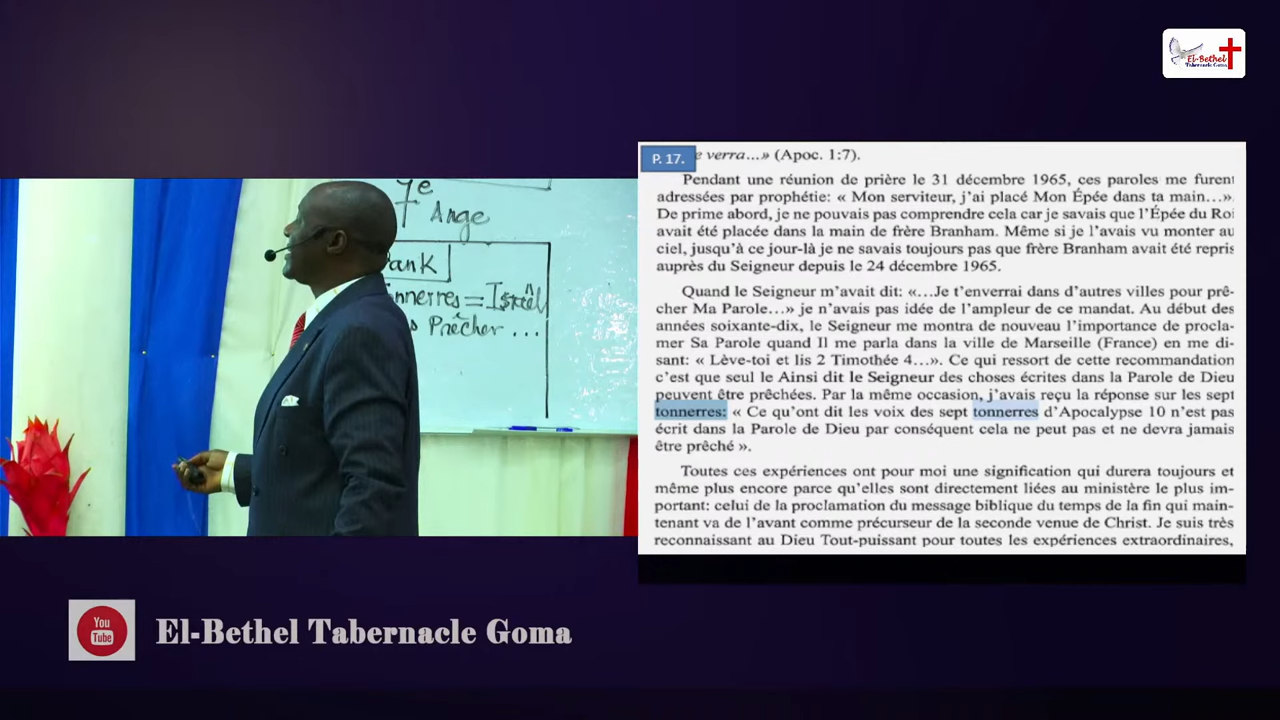 El-Bethel
Tabernacle Goma
7e
Ange
ank
nnerres = Israël
s Prêcher ...
P. 17.
e verra...» (Apoc. 1:7).
Pendant une réunion de prière le 31 décembre 1965, ces paroles me furent
adressées par prophétie: « Mon serviteur, j'ai placé Mon Épée dans ta main...».
De prime abord, je ne pouvais pas comprendre cela car je savais que l'Épée du Roi
avait été placée dans la main de frère Branham. Même si je l'avais vu monter au
ciel, jusqu'à ce jour-là je ne savais toujours pas que frère Branham avait été repris
auprès du Seigneur depuis le 24 décembre 1965.
Quand le Seigneur m'avait dit: «...Je t'enverrai dans d'autres villes pour prê-
cher Ma Parole...» je n'avais pas idée de l'ampleur de ce mandat. Au début des
années soixante-dix, le Seigneur me montra de nouveau l'importance de procla-
mer Sa Parole quand Il me parla dans la ville de Marseille (France) en me di-
sant: « Lève-toi et lis 2 Timothée 4...». Ce qui ressort de cette recommandation
c'est que seul le Ainsi dit le Seigneur des choses écrites dans la Parole de Dieu
peuvent être prêchées. Par la même occasion, j'avais reçu la réponse sur les sept
tonnerres: « Ce qu'ont dit les voix des sept tonnerres d'Apocalypse 10 n'est pas
écrit dans la Parole de Dieu par conséquent cela ne peut pas et ne devra jamais
être prêché ».
Toutes ces expériences ont pour moi une signification qui durera toujours et
même plus encore parce qu'elles sont directement liées au ministère le plus im-
portant: celui de la proclamation du message biblique du temps de la fin qui main-
tenant va de l'avant comme précurseur de la seconde venue de Christ. Je suis très
reconnaissant au Dieu Tout-puissant pour toutes les expériences extraordinaires,
You
Tube
El-Bethel Tabernacle Goma